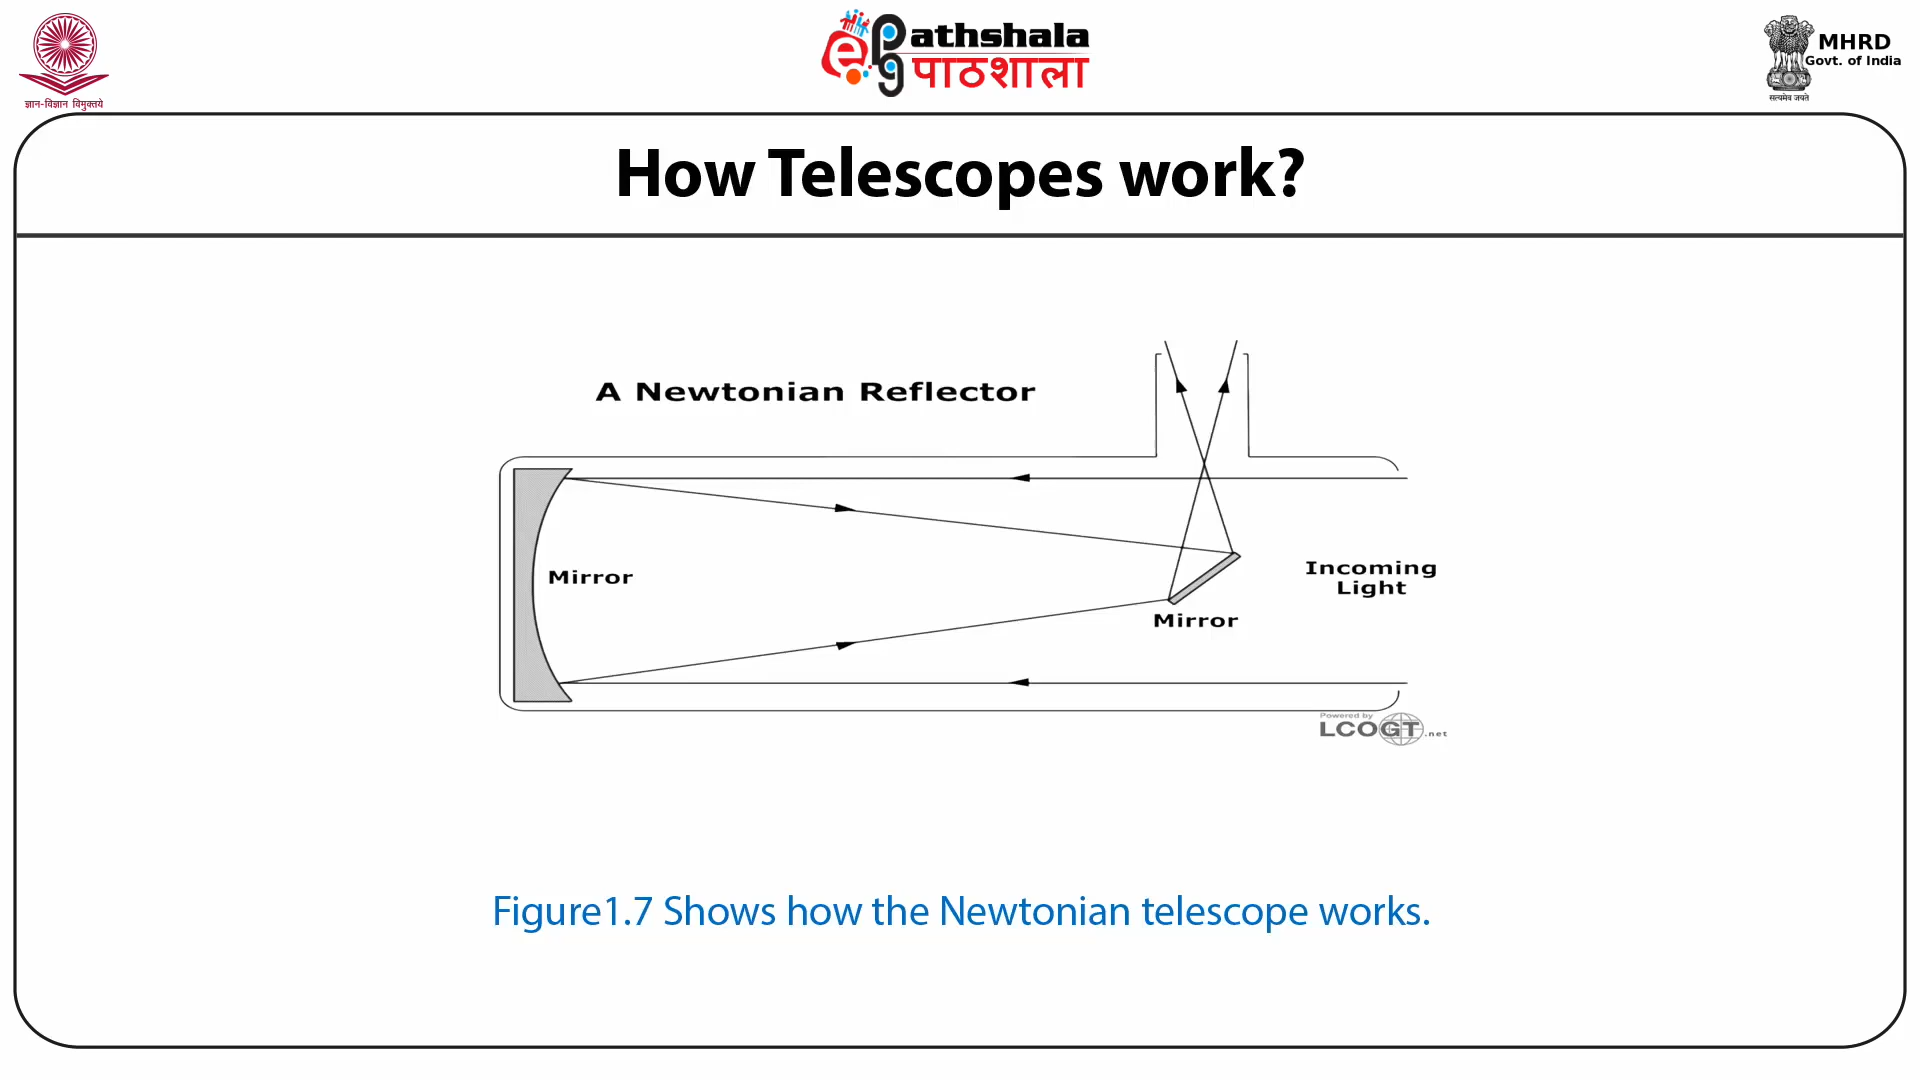 ज्ञान-विज्ञान विमुक्तये
ePathshala
पाठशाला
MHRD
Govt. of India
सत्यमेव जयते
How Telescopes work?
A Newtonian Reflector
Mirror
Incoming
Light
Mirror
Powered by
LCOGT.net
Figure1.7 Shows how the Newtonian telescope works.